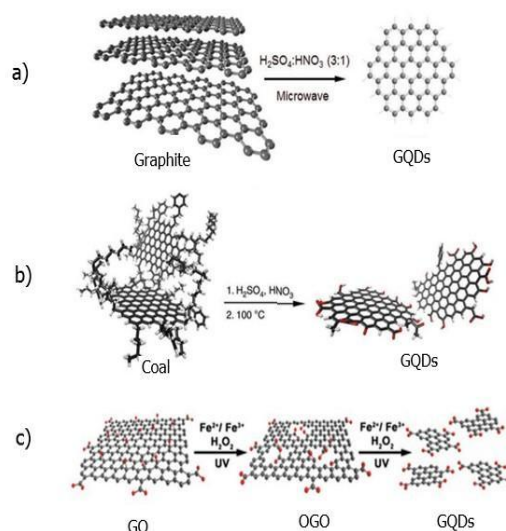 a)
H₂SO₄:HNO₃ (3:1)
Microwave
Graphite
GQDs
b)
1. H₂SO₄, HNO₃
2. 100 °C
Coal
GQDs
c)
Fe²⁺/ Fe³⁺
H₂O₂
UV
Fe²⁺/ Fe³⁺
H₂O₂
UV
GO
OGO
GQDs